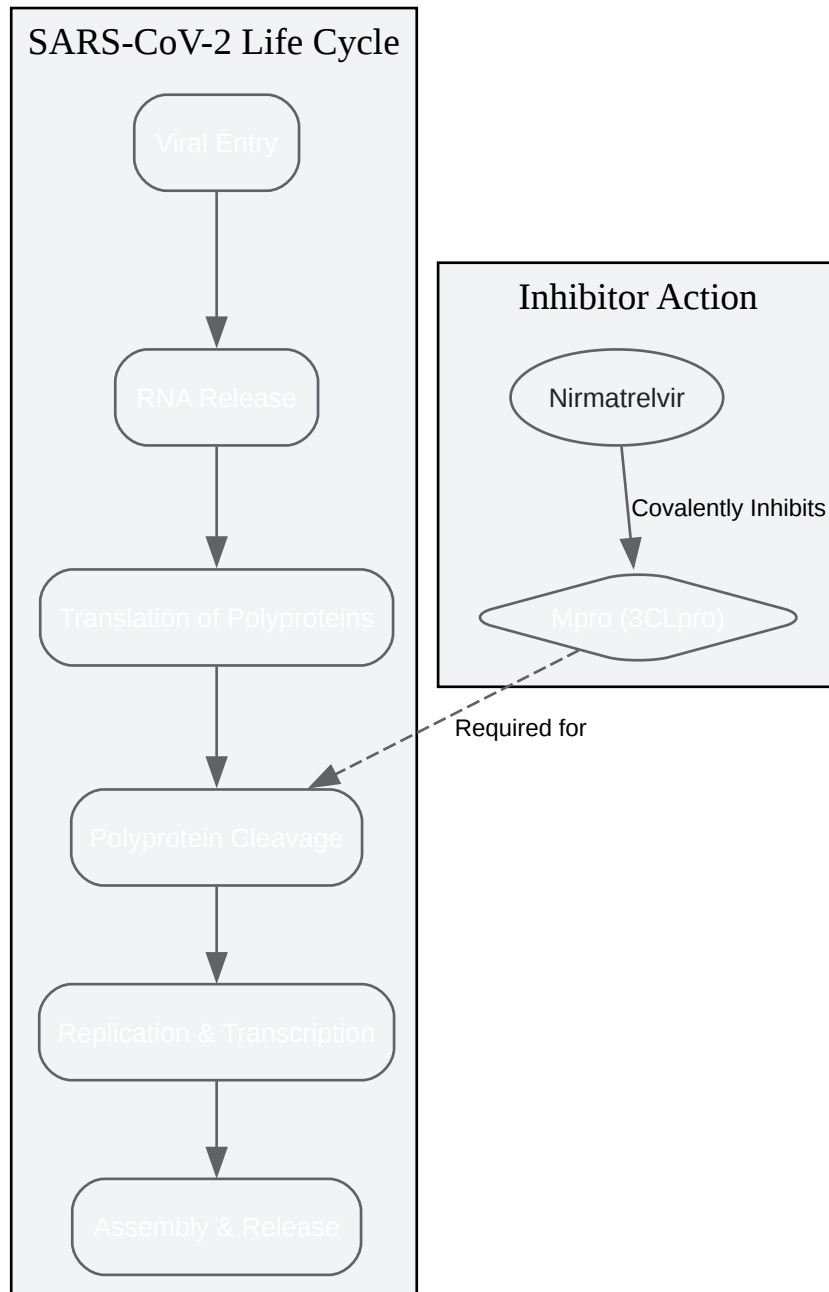 SARS-CoV-2 Life Cycle
Viral Entry
RNA Release
Translation of Polyproteins
Polyprotein Cleavage
Replication & Transcription
Assembly & Release
Inhibitor Action
Nirmatrelvir
Covalently Inhibits
Mpro (3CLpro)
Required for